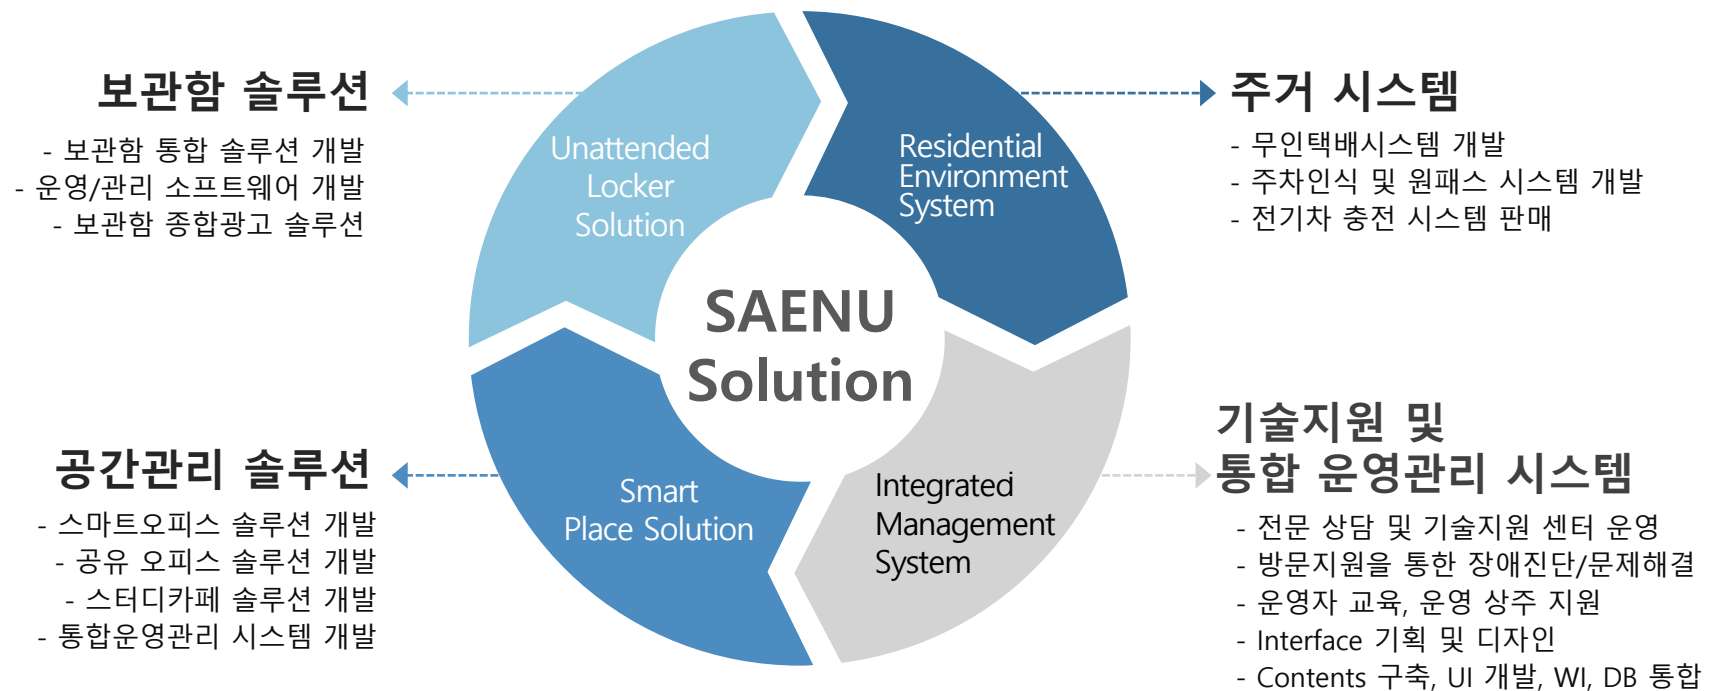 보관함 솔루션
- 보관함 통합 솔루션 개발
- 운영/관리 소프트웨어 개발
- 보관함 종합광고 솔루션
Unattended
Locker
Solution
Residential
Environment
System
주거 시스템
- 무인택배시스템 개발
- 주차인식 및 원패스 시스템 개발
- 전기차 충전 시스템 판매
SAENU
Solution
공간관리 솔루션
- 스마트오피스 솔루션 개발
- 공유 오피스 솔루션 개발
- 스터디카페 솔루션 개발
- 통합운영관리 시스템 개발
Smart
Place Solution
Integrated
Management
System
기술지원 및
통합 운영관리 시스템
- 전문 상담 및 기술지원 센터 운영
- 방문지원을 통한 장애진단/문제해결
- 운영자 교육, 운영 상주 지원
- Interface 기획 및 디자인
- Contents 구축, UI 개발, WI, DB 통합